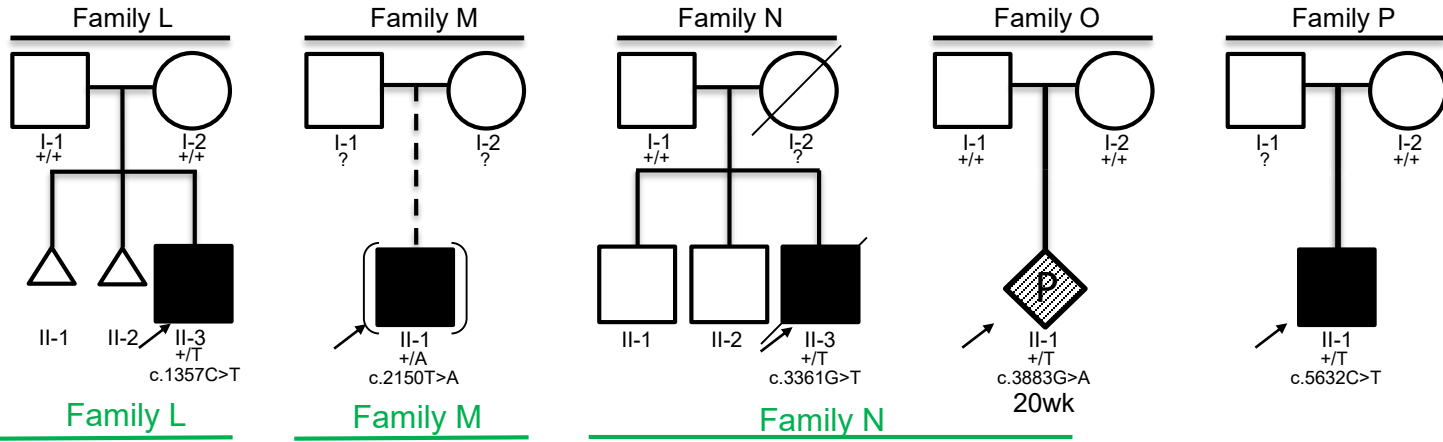 Family L
Family M
Family N
Family O
Family P
I-1
+/+
I-2
+/+
I-1
?
I-2
?
I-1
+/+
I-2
?
I-1
+/+
I-2
+/+
I-1
?
I-2
+/+
II-1
II-2
II-3
+/T
c.1357C>T
II-1
+/A
c.2150T>A
II-1
II-2
II-3
+/T
c.3361G>T
P
II-1
+/T
c.3883G>A
20wk
II-1
+/T
c.5632C>T
Family L
Family M
Family N